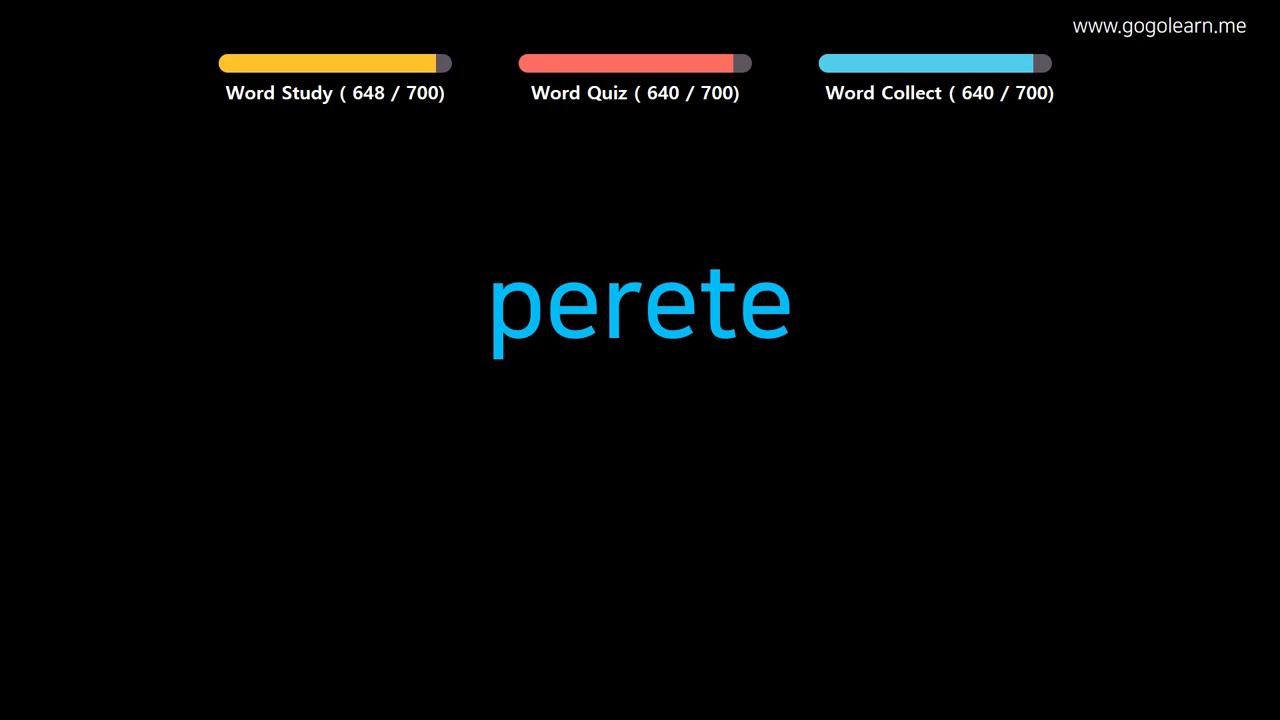 www.gogolearn.me
Word Study ( 648 / 700)
Word Quiz ( 640 / 700)
Word Collect ( 640 / 700)
perete